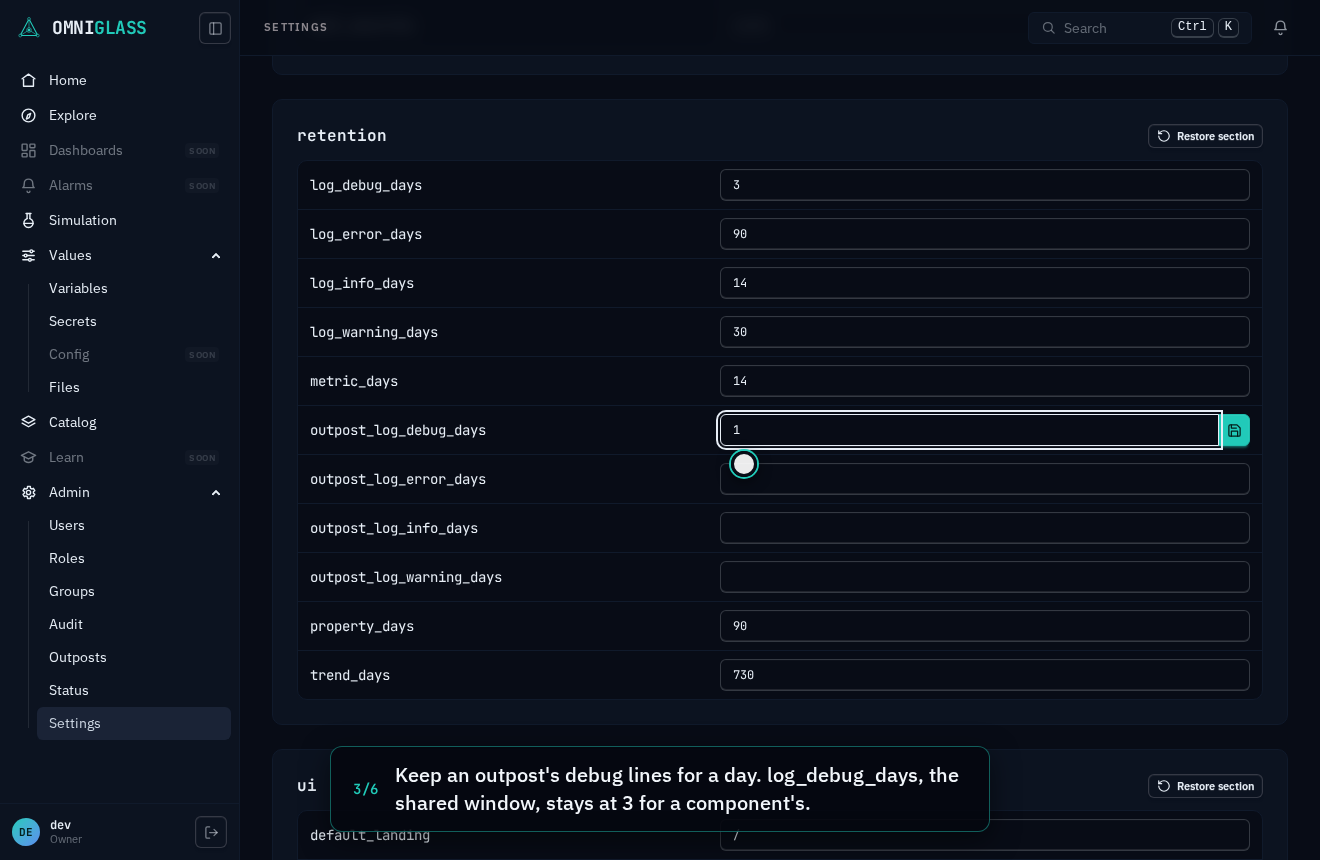 OMNIGLASS
SETTINGS
Search
Ctrl K
Home
Explore
Dashboards SOON
Alarms SOON
Simulation
Values
Variables
Secrets
Config SOON
Files
Catalog
Learn SOON
Admin
Users
Roles
Groups
Audit
Outposts
Status
Settings
DE
dev
Owner
retention
Restore section
log_debug_days 3
log_error_days 90
log_info_days 14
log_warning_days 30
metric_days 14
outpost_log_debug_days 1
outpost_log_error_days
outpost_log_info_days
outpost_log_warning_days
property_days 90
trend_days 730
ui
Restore section
3/6
Keep an outpost's debug lines for a day. log_debug_days, the
shared window, stays at 3 for a component's.
default_landing /